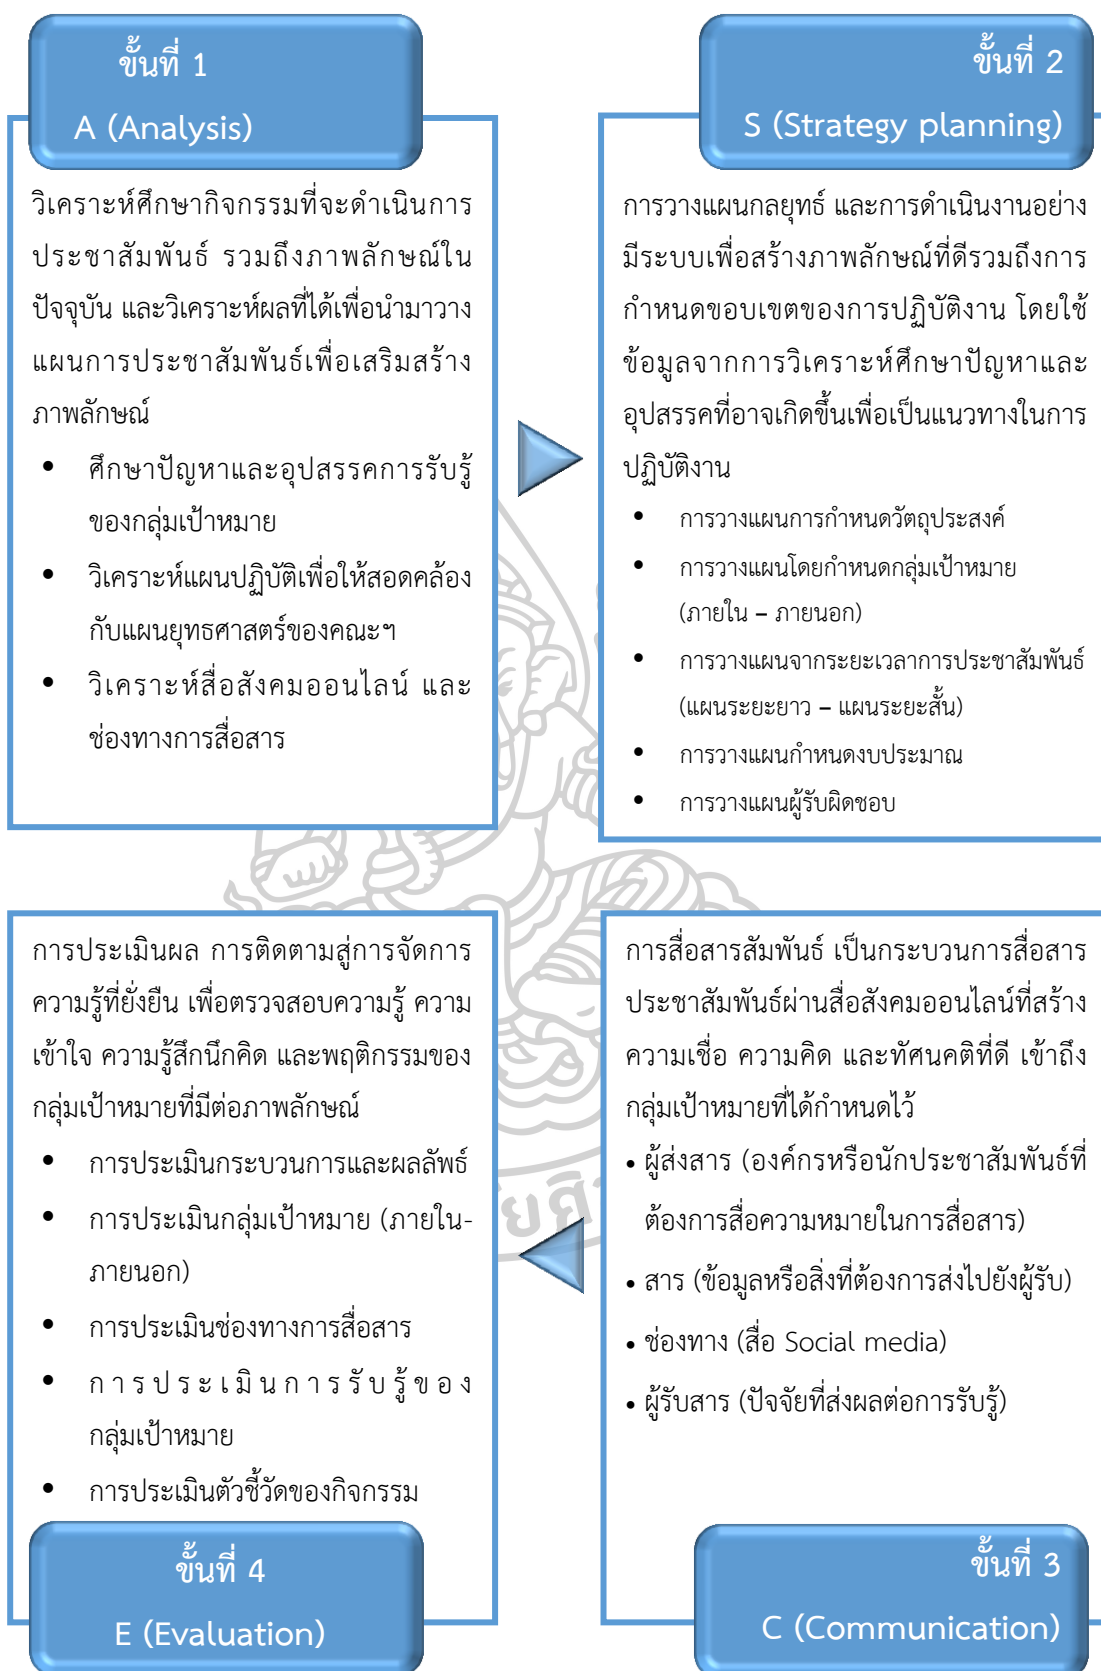 ขั้นที่ 1
A (Analysis)
วิเคราะห์ศึกษากิจกรรมที่จะดำเนินการ
ประชาสัมพันธ์ รวมถึงภาพลักษณ์ใน
ปัจจุบัน และวิเคราะห์ผลที่ได้เพื่อนำมาวาง
แผนการประชาสัมพันธ์เพื่อเสริมสร้าง
ภาพลักษณ์
• ศึกษาปัญหาและอุปสรรคการรับรู้
ของกลุ่มเป้าหมาย
• วิเคราะห์แผนปฏิบัติเพื่อให้สอดคล้อง
กับแผนยุทธศาสตร์ของคณะฯ
• วิเคราะห์สื่อสังคมออนไลน์ และ
ช่องทางการสื่อสาร
ขั้นที่ 2
S (Strategy planning)
การวางแผนกลยุทธ์ และการดำเนินงานอย่าง
มีระบบเพื่อสร้างภาพลักษณ์ที่ดีรวมถึงการ
กำหนดขอบเขตของการปฏิบัติงาน โดยใช้
ข้อมูลจากการวิเคราะห์ศึกษาปัญหาและ
อุปสรรคที่อาจเกิดขึ้นเพื่อเป็นแนวทางในการ
ปฏิบัติงาน
• การวางแผนการกำหนดวัตถุประสงค์
• การวางแผนโดยกำหนดกลุ่มเป้าหมาย
(ภายใน – ภายนอก)
• การวางแผนจากระยะเวลาการประชาสัมพันธ์
(แผนระยะยาว – แผนระยะสั้น)
• การวางแผนกำหนดงบประมาณ
• การวางแผนผู้รับผิดชอบ
การสื่อสารสัมพันธ์ เป็นกระบวนการสื่อสาร
ประชาสัมพันธ์ผ่านสื่อสังคมออนไลน์ที่สร้าง
ความเชื่อ ความคิด และทัศนคติที่ดี เข้าถึง
กลุ่มเป้าหมายที่ได้กำหนดไว้
• ผู้ส่งสาร (องค์กรหรือนักประชาสัมพันธ์ที่
ต้องการสื่อความหมายในการสื่อสาร)
• สาร (ข้อมูลหรือสิ่งที่ต้องการส่งไปยังผู้รับ)
• ช่องทาง (สื่อ Social media)
• ผู้รับสาร (ปัจจัยที่ส่งผลต่อการรับรู้)
ขั้นที่ 3
C (Communication)
การประเมินผล การติดตามสู่การจัดการ
ความรู้ที่ยั่งยืน เพื่อตรวจสอบความรู้ ความ
เข้าใจ ความรู้สึกนึกคิด และพฤติกรรมของ
กลุ่มเป้าหมายที่มีต่อภาพลักษณ์
• การประเมินกระบวนการและผลลัพธ์
• การประเมินกลุ่มเป้าหมาย (ภายใน-
ภายนอก)
• การประเมินช่องทางการสื่อสาร
• การประเมินการรับรู้ของ
กลุ่มเป้าหมาย
• การประเมินตัวชี้วัดของกิจกรรม
ขั้นที่ 4
E (Evaluation)